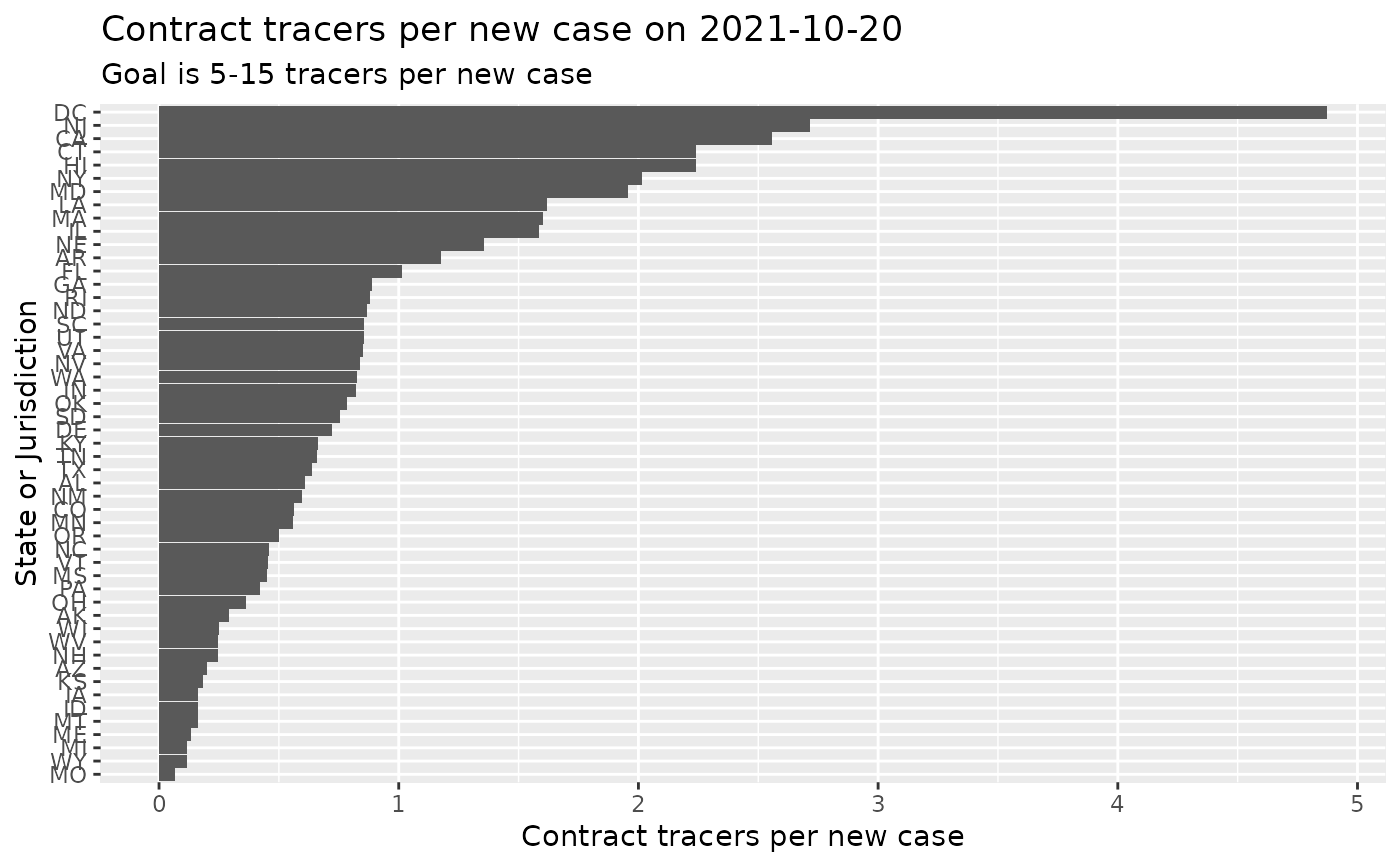 Contract tracers per new case on 2021-10-20
Goal is 5-15 tracers per new case
State or Jurisdiction
DC
NJ
CA
CT
HI
NY
MD
LA
MA
IL
NE
AR
FL
GA
RI
ND
SC
UT
VA
NV
WA
IN
OK
SD
DE
KY
TN
TX
AL
NM
CO
MN
OR
NC
VT
MS
PA
OH
AK
WI
WV
NH
AZ
KS
IA
ID
MT
ME
MI
WY
MO
0 1 2 3 4 5
Contract tracers per new case